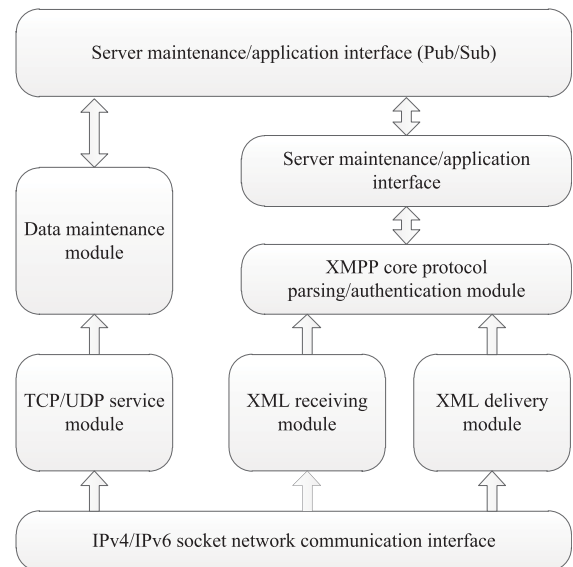 Server maintenance/application interface (Pub/Sub)
Server maintenance/application
interface
Data maintenance
module
XMPP core protocol
parsing/authentication module
TCP/UDP service
module
XML receiving
module
XML delivery
module
IPv4/IPv6 socket network communication interface